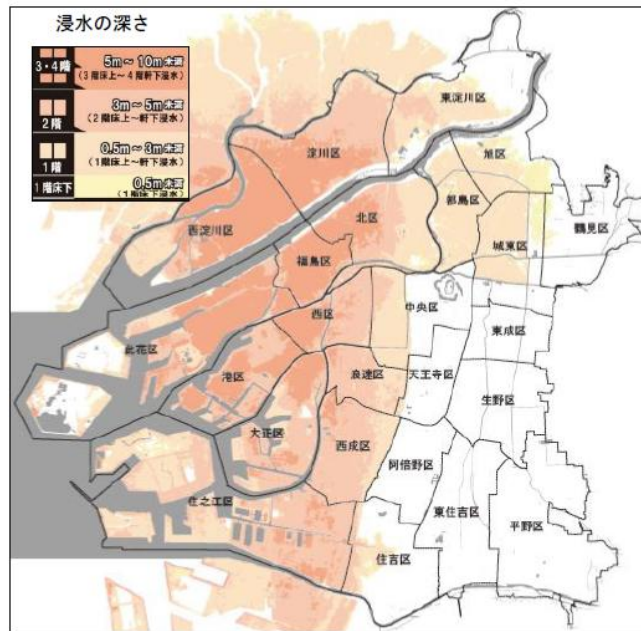 浸水の深さ
3・4階
5m~10m未満
(3階床上~4階軒下浸水)
2階
3m~5m未満
(2階床上~軒下浸水)
1階
0.5m~3m未満
(1階床上~軒下浸水)
1階床下
0.5m未満
(1階床下浸水)
東淀川区
淀川区
旭区
都島区
北区
西淀川区
城東区
鶴見区
福島区
中央区
西区
東成区
此花区
港区
浪速区
天王寺区
生野区
大正区
西成区
阿倍野区
住之江区
東住吉区
平野区
住吉区